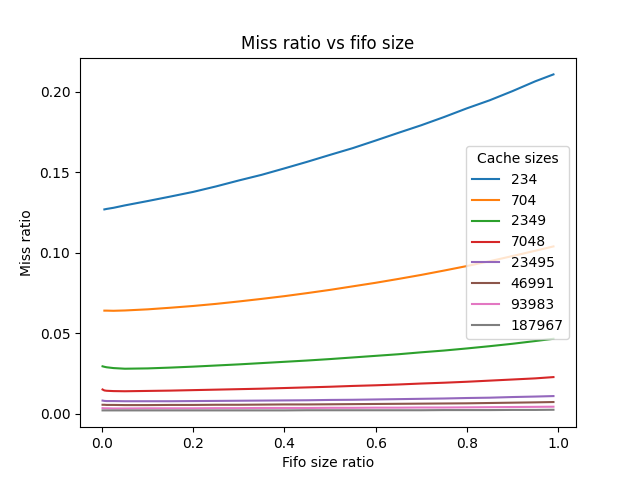 Miss ratio vs fifo size
0.20
0.15
0.10
0.05
0.00
Miss ratio
Cache sizes
234
704
2349
7048
23495
46991
93983
187967
0.0 0.2 0.4 0.6 0.8 1.0
Fifo size ratio